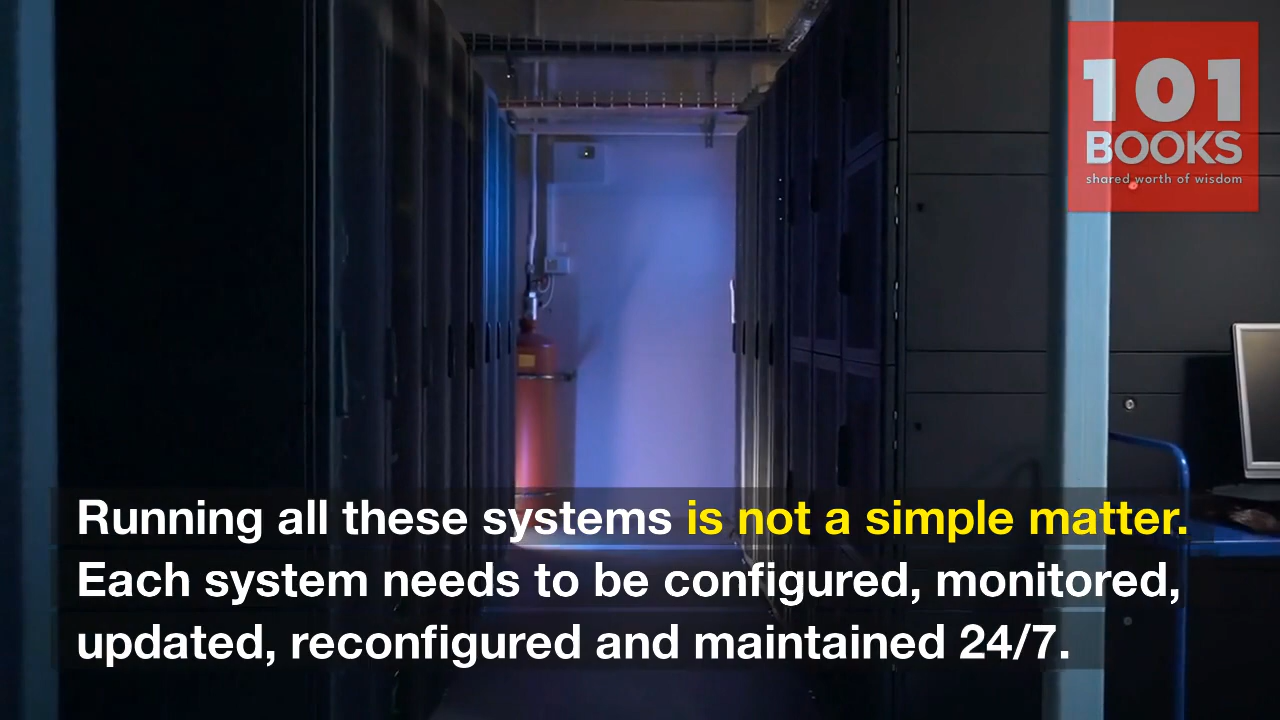 101
BOOKS
shared worth of wisdom
Running all these systems is not a simple matter.
Each system needs to be configured, monitored,
updated, reconfigured and maintained 24/7.